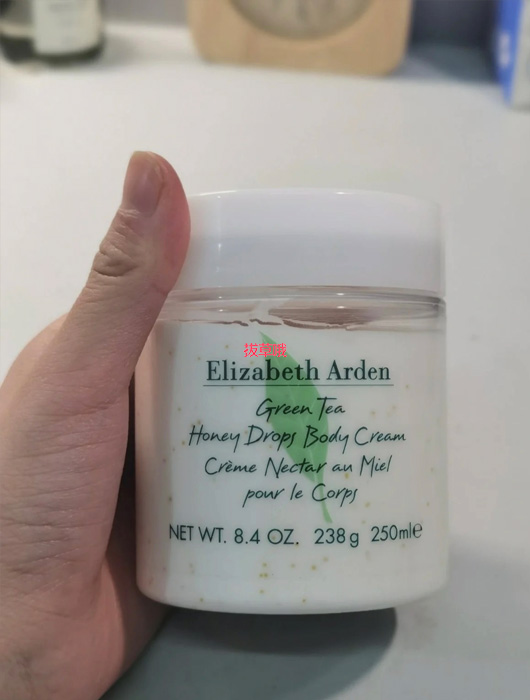 拔草哦
Elizabeth Arden
Green Tea
Honey Drops Body Cream
Crème Nectar au Miel
pour le Corps
NET WT. 8.4 OZ. 238g 250ml℮